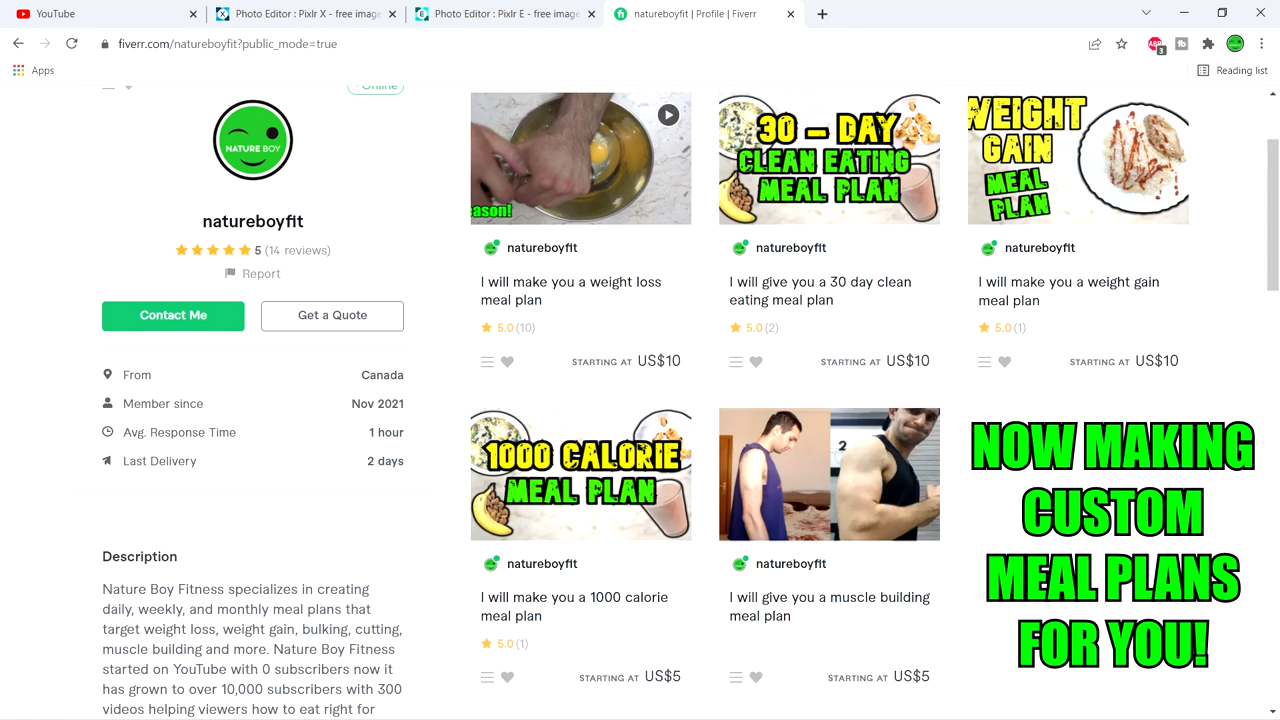 YouTube
Photo Editor : Pixlr X - free image
Photo Editor : Pixlr E - free image
natureboyfit | Profile | Fiverr
fiverr.com/natureboyfit?public_mode=true
ABP
3
Apps
Reading list
Online
NATURE BOY
natureboyfit
5 (14 reviews)
Report
Contact Me
Get a Quote
From Canada
Member since Nov 2021
Avg. Response Time 1 hour
Last Delivery 2 days
Description
Nature Boy Fitness specializes in creating
daily, weekly, and monthly meal plans that
target weight loss, weight gain, bulking, cutting,
muscle building and more. Nature Boy Fitness
started on YouTube with 0 subscribers now it
has grown to over 10,000 subscribers with 300
videos helping viewers how to eat right for
eason!
natureboyfit
I will make you a weight loss
meal plan
5.0 (10)
STARTING AT US$10
30 - DAY
CLEAN EATING
MEAL PLAN
natureboyfit
I will give you a 30 day clean
eating meal plan
5.0 (2)
STARTING AT US$10
WEIGHT
GAIN
MEAL
PLAN
natureboyfit
I will make you a weight gain
meal plan
5.0 (1)
STARTING AT US$10
1000 CALORIE
MEAL PLAN
natureboyfit
I will make you a 1000 calorie
meal plan
5.0 (1)
STARTING AT US$5
2
natureboyfit
I will give you a muscle building
meal plan
STARTING AT US$5
NOW MAKING
CUSTOM
MEAL PLANS
FOR YOU!